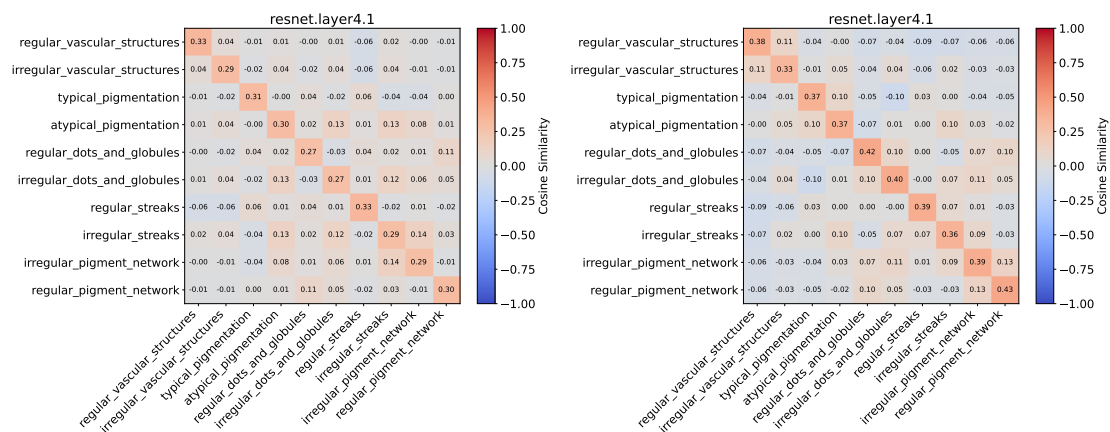 resnet.layer4.1
regular_vascular_structures 0.33 0.04 -0.01 0.01 -0.00 0.01 -0.06 0.02 -0.00 -0.01
irregular_vascular_structures 0.04 0.29 -0.02 0.04 -0.02 0.04 -0.06 0.04 -0.01 -0.01
typical_pigmentation -0.01 -0.02 0.31 -0.00 0.04 -0.02 0.06 -0.04 -0.04 0.00
atypical_pigmentation 0.01 0.04 -0.00 0.30 0.02 0.13 0.01 0.13 0.08 0.01
regular_dots_and_globules -0.00 -0.02 0.04 0.02 0.27 -0.03 0.04 0.02 0.01 0.11
irregular_dots_and_globules 0.01 0.04 -0.02 0.13 -0.03 0.27 0.01 0.12 0.06 0.05
regular_streaks -0.06 -0.06 0.06 0.01 0.04 0.01 0.33 -0.02 0.01 -0.02
irregular_streaks 0.02 0.04 -0.04 0.13 0.02 0.12 -0.02 0.29 0.14 0.03
irregular_pigment_network -0.00 -0.01 -0.04 0.08 0.01 0.06 0.01 0.14 0.29 -0.01
regular_pigment_network -0.01 -0.01 0.00 0.01 0.11 0.05 -0.02 0.03 -0.01 0.30
regular_vascular_structures
irregular_vascular_structures
typical_pigmentation
atypical_pigmentation
regular_dots_and_globules
irregular_dots_and_globules
regular_streaks
irregular_streaks
irregular_pigment_network
regular_pigment_network
1.00
0.75
0.50
0.25
0.00
−0.25
−0.50
−0.75
−1.00
Cosine Similarity
resnet.layer4.1
regular_vascular_structures 0.38 0.11 -0.04 -0.00 -0.07 -0.04 -0.09 -0.07 -0.06 -0.06
irregular_vascular_structures 0.11 0.33 -0.01 0.05 -0.04 0.04 -0.06 0.02 -0.03 -0.03
typical_pigmentation -0.04 -0.01 0.37 0.10 -0.05 -0.10 0.03 0.00 -0.04 -0.05
atypical_pigmentation -0.00 0.05 0.10 0.37 -0.07 0.01 0.00 0.10 0.03 -0.02
regular_dots_and_globules -0.07 -0.04 -0.05 -0.07 0.42 0.10 0.00 -0.05 0.07 0.10
irregular_dots_and_globules -0.04 0.04 -0.10 0.01 0.10 0.40 -0.00 0.07 0.11 0.05
regular_streaks -0.09 -0.06 0.03 0.00 0.00 -0.00 0.39 0.07 0.01 -0.03
irregular_streaks -0.07 0.02 0.00 0.10 -0.05 0.07 0.07 0.36 0.09 -0.03
irregular_pigment_network -0.06 -0.03 -0.04 0.03 0.07 0.11 0.01 0.09 0.39 0.13
regular_pigment_network -0.06 -0.03 -0.05 -0.02 0.10 0.05 -0.03 -0.03 0.13 0.43
regular_vascular_structures
irregular_vascular_structures
typical_pigmentation
atypical_pigmentation
regular_dots_and_globules
irregular_dots_and_globules
regular_streaks
irregular_streaks
irregular_pigment_network
regular_pigment_network
1.00
0.75
0.50
0.25
0.00
−0.25
−0.50
−0.75
−1.00
Cosine Similarity